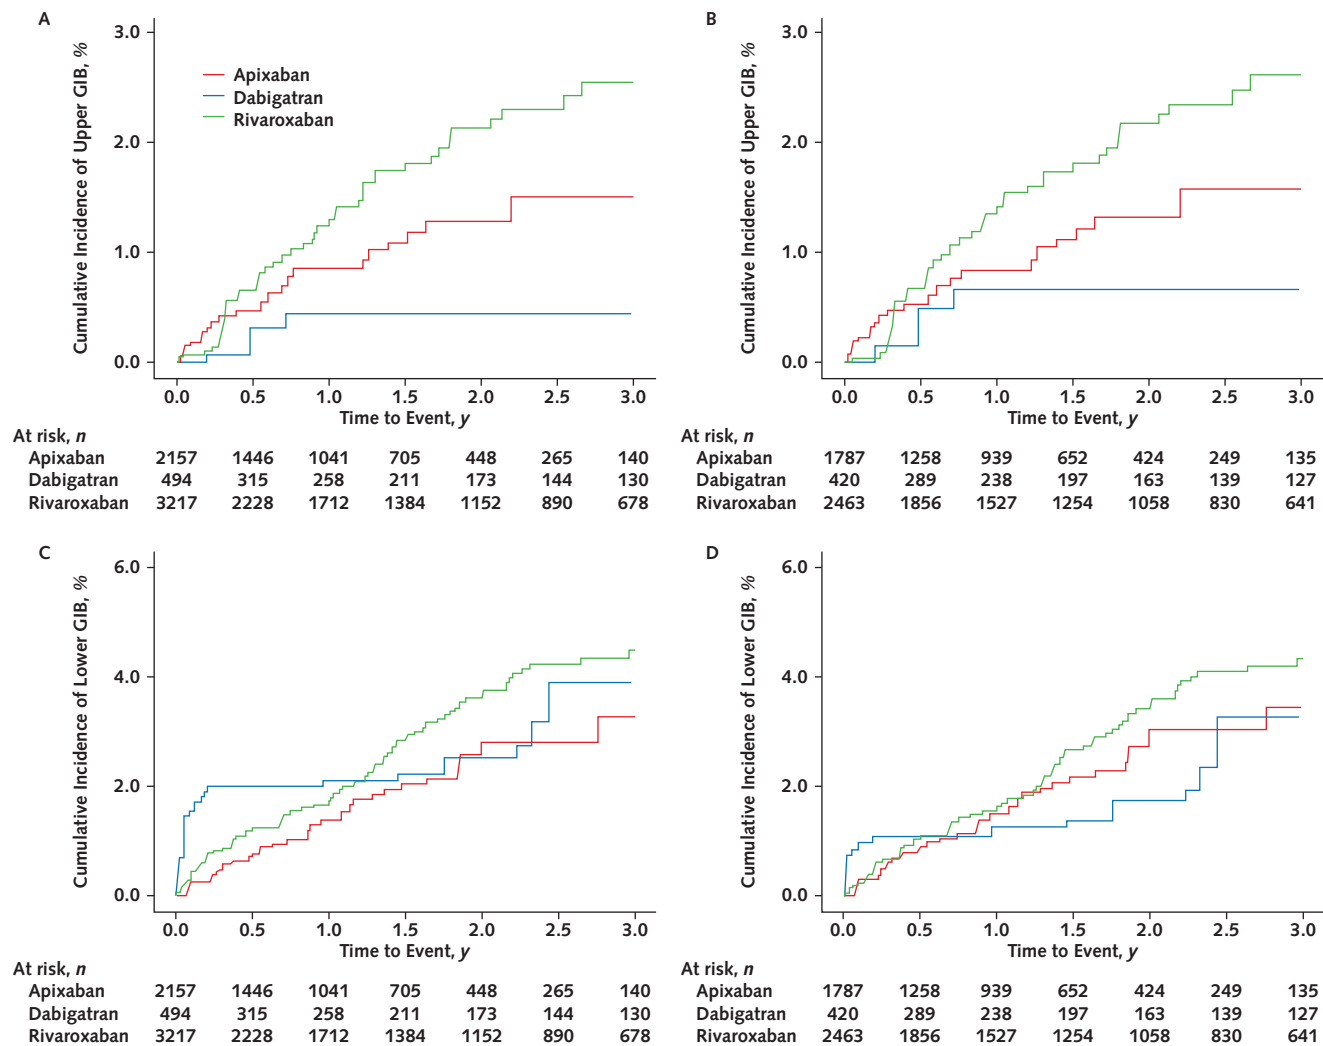 A
Cumulative Incidence of Upper GIB, %
3.0
2.0
1.0
0.0
Apixaban
Dabigatran
Rivaroxaban
0.0 0.5 1.0 1.5 2.0 2.5 3.0
Time to Event, y
At risk, n
Apixaban 2157 1446 1041 705 448 265 140
Dabigatran 494 315 258 211 173 144 130
Rivaroxaban 3217 2228 1712 1384 1152 890 678
B
Cumulative Incidence of Upper GIB, %
3.0
2.0
1.0
0.0
0.0 0.5 1.0 1.5 2.0 2.5 3.0
Time to Event, y
At risk, n
Apixaban 1787 1258 939 652 424 249 135
Dabigatran 420 289 238 197 163 139 127
Rivaroxaban 2463 1856 1527 1254 1058 830 641
C
Cumulative Incidence of Lower GIB, %
6.0
4.0
2.0
0.0
0.0 0.5 1.0 1.5 2.0 2.5 3.0
Time to Event, y
At risk, n
Apixaban 2157 1446 1041 705 448 265 140
Dabigatran 494 315 258 211 173 144 130
Rivaroxaban 3217 2228 1712 1384 1152 890 678
D
Cumulative Incidence of Lower GIB, %
6.0
4.0
2.0
0.0
0.0 0.5 1.0 1.5 2.0 2.5 3.0
Time to Event, y
At risk, n
Apixaban 1787 1258 939 652 424 249 135
Dabigatran 420 289 238 197 163 139 127
Rivaroxaban 2463 1856 1527 1254 1058 830 641